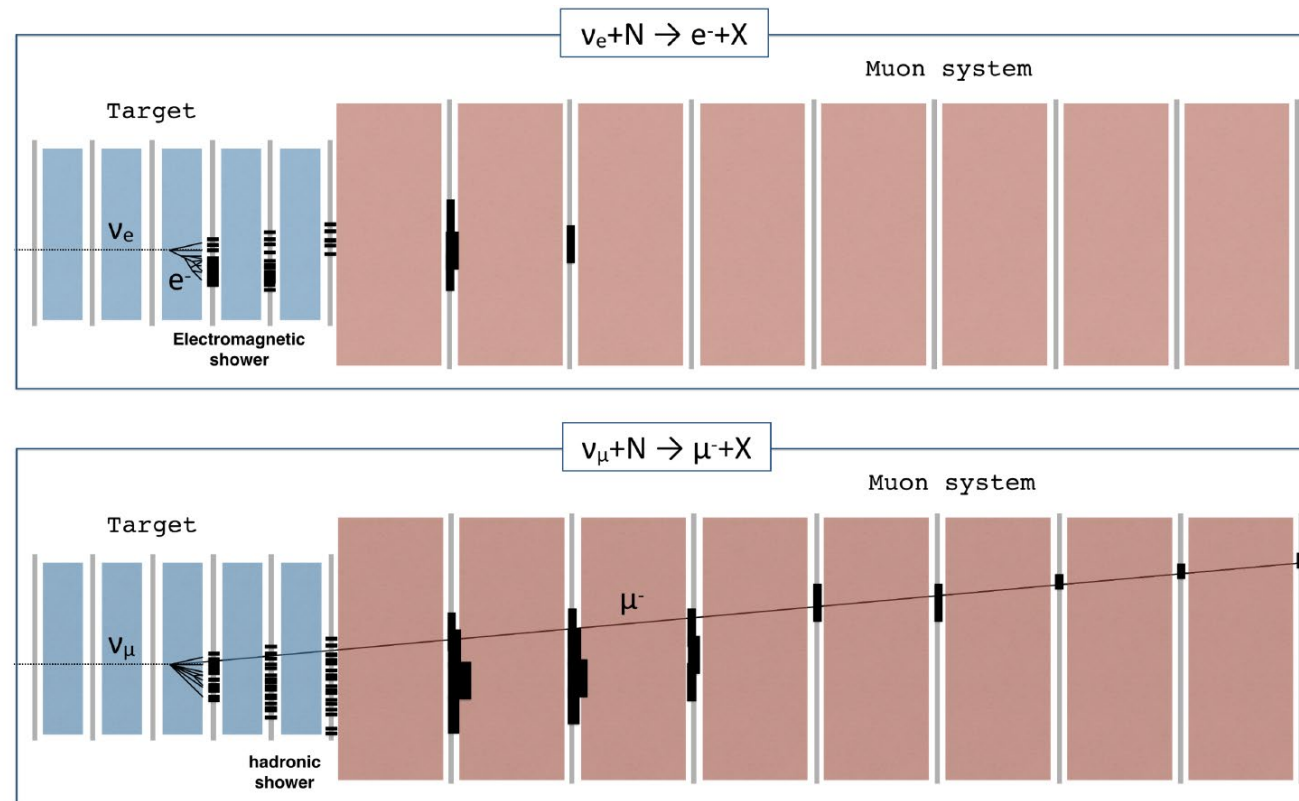 νe+N → e-+X
Muon system
Target
νe
e-
Electromagnetic
shower
νμ+N → μ-+X
Muon system
Target
μ-
νμ
hadronic
shower